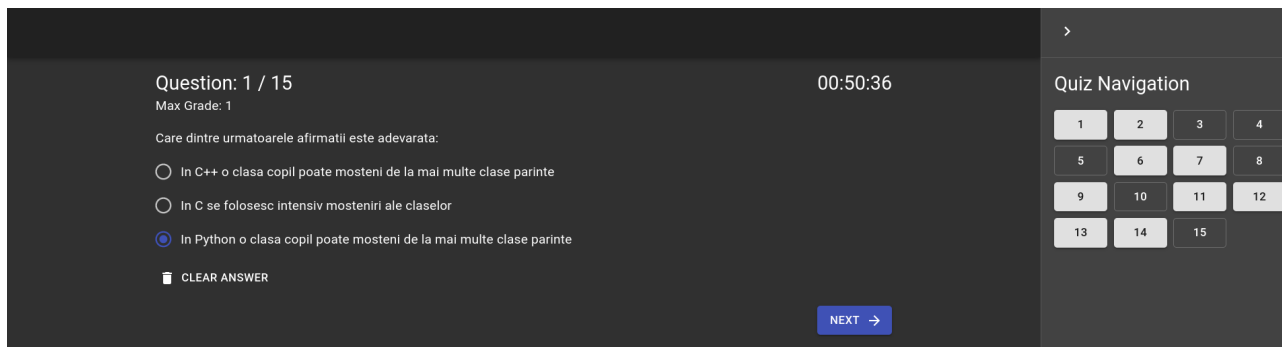 Question: 1 / 15
00:50:36
Max Grade: 1
Care dintre urmatoarele afirmatii este adevarata:
In C++ o clasa copil poate mosteni de la mai multe clase parinte
In C se folosesc intensiv mosteniri ale claselor
In Python o clasa copil poate mosteni de la mai multe clase parinte
CLEAR ANSWER
NEXT
Quiz Navigation
1 2 3 4
5 6 7 8
9 10 11 12
13 14 15